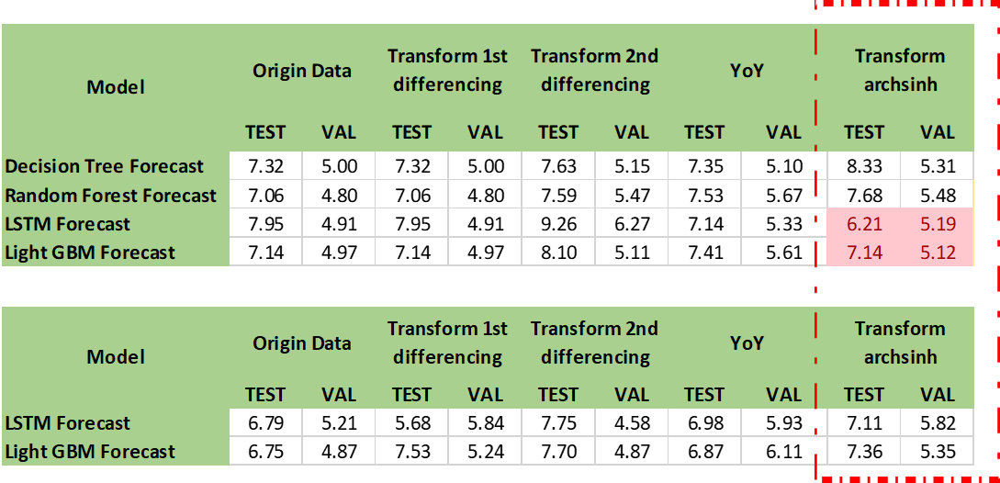 Model Origin Data Transform 1st differencing Transform 2nd differencing YoY Transform archsinh
TEST VAL TEST VAL TEST VAL TEST VAL TEST VAL
Decision Tree Forecast 7.32 5.00 7.32 5.00 7.63 5.15 7.35 5.10 8.33 5.31
Random Forest Forecast 7.06 4.80 7.06 4.80 7.59 5.47 7.53 5.67 7.68 5.48
LSTM Forecast 7.95 4.91 7.95 4.91 9.26 6.27 7.14 5.33 6.21 5.19
Light GBM Forecast 7.14 4.97 7.14 4.97 8.10 5.11 7.41 5.61 7.14 5.12
Model Origin Data Transform 1st differencing Transform 2nd differencing YoY Transform archsinh
TEST VAL TEST VAL TEST VAL TEST VAL TEST VAL
LSTM Forecast 6.79 5.21 5.68 5.84 7.75 4.58 6.98 5.93 7.11 5.82
Light GBM Forecast 6.75 4.87 7.53 5.24 7.70 4.87 6.87 6.11 7.36 5.35